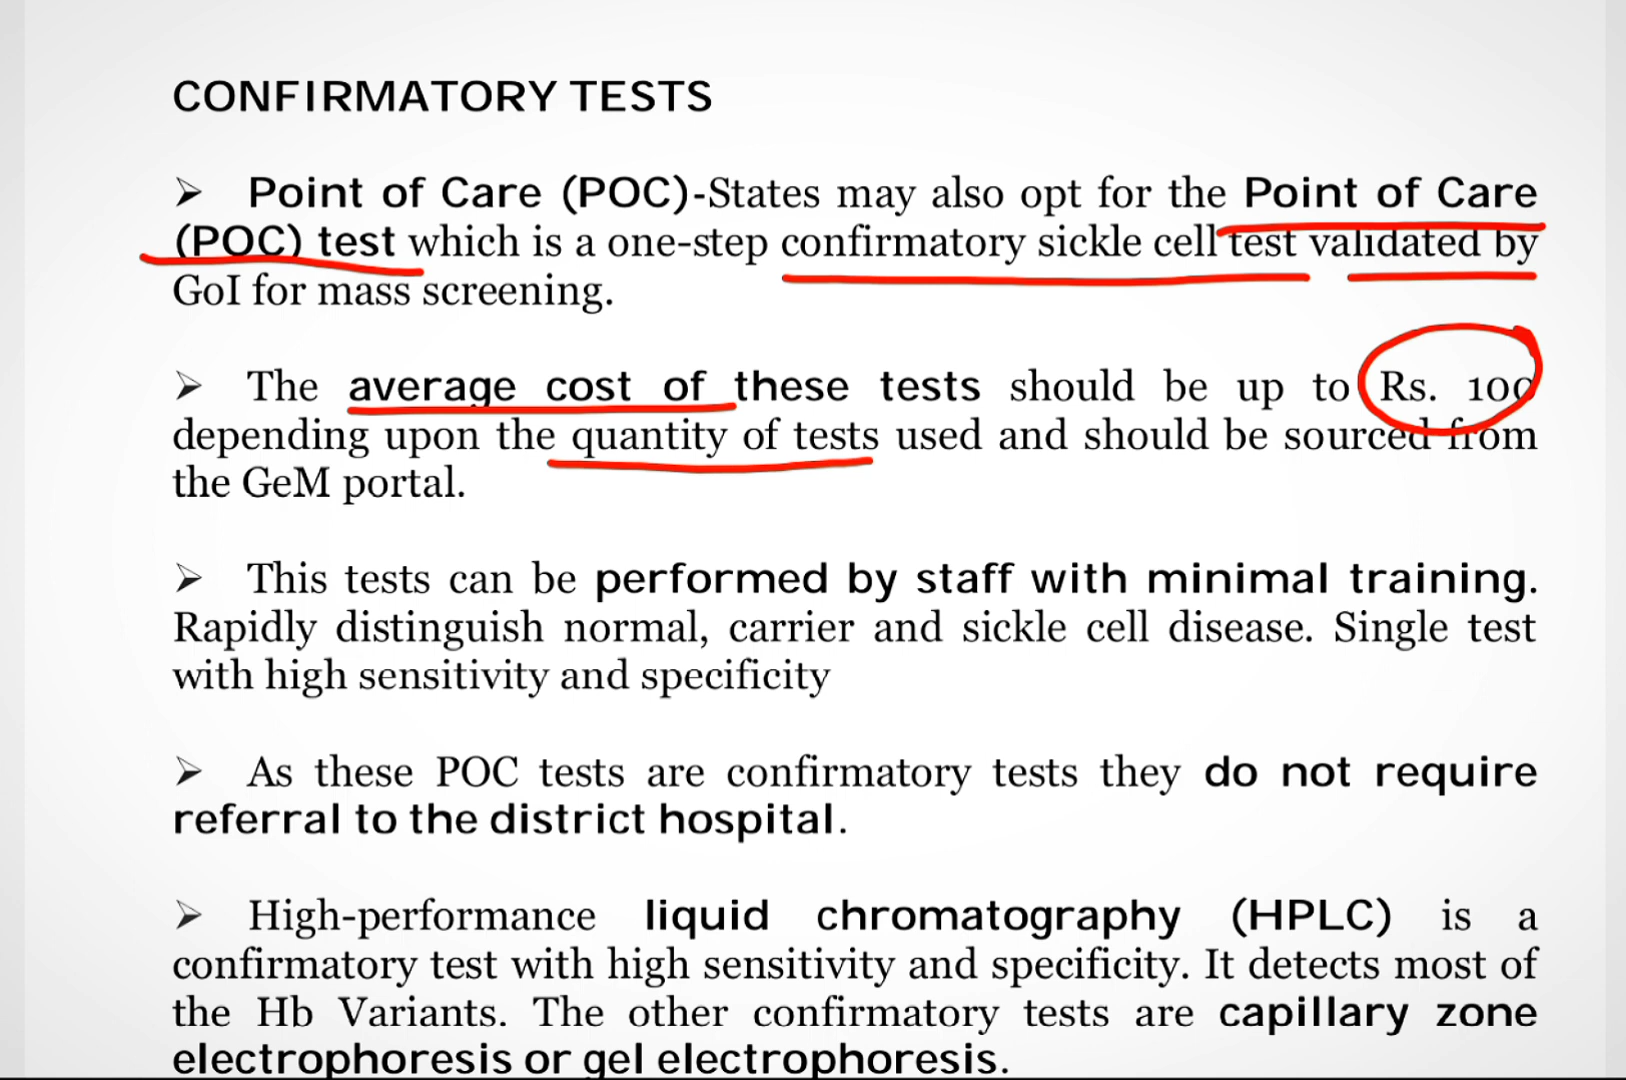 CONFIRMATORY TESTS
➢ Point of Care (POC)-States may also opt for the Point of Care
(POC) test which is a one-step confirmatory sickle cell test validated by
GoI for mass screening.
➢ The average cost of these tests should be up to Rs. 100
depending upon the quantity of tests used and should be sourced from
the GeM portal.
➢ This tests can be performed by staff with minimal training.
Rapidly distinguish normal, carrier and sickle cell disease. Single test
with high sensitivity and specificity
➢ As these POC tests are confirmatory tests they do not require
referral to the district hospital.
➢ High-performance liquid chromatography (HPLC) is a
confirmatory test with high sensitivity and specificity. It detects most of
the Hb Variants. The other confirmatory tests are capillary zone
electrophoresis or gel electrophoresis.